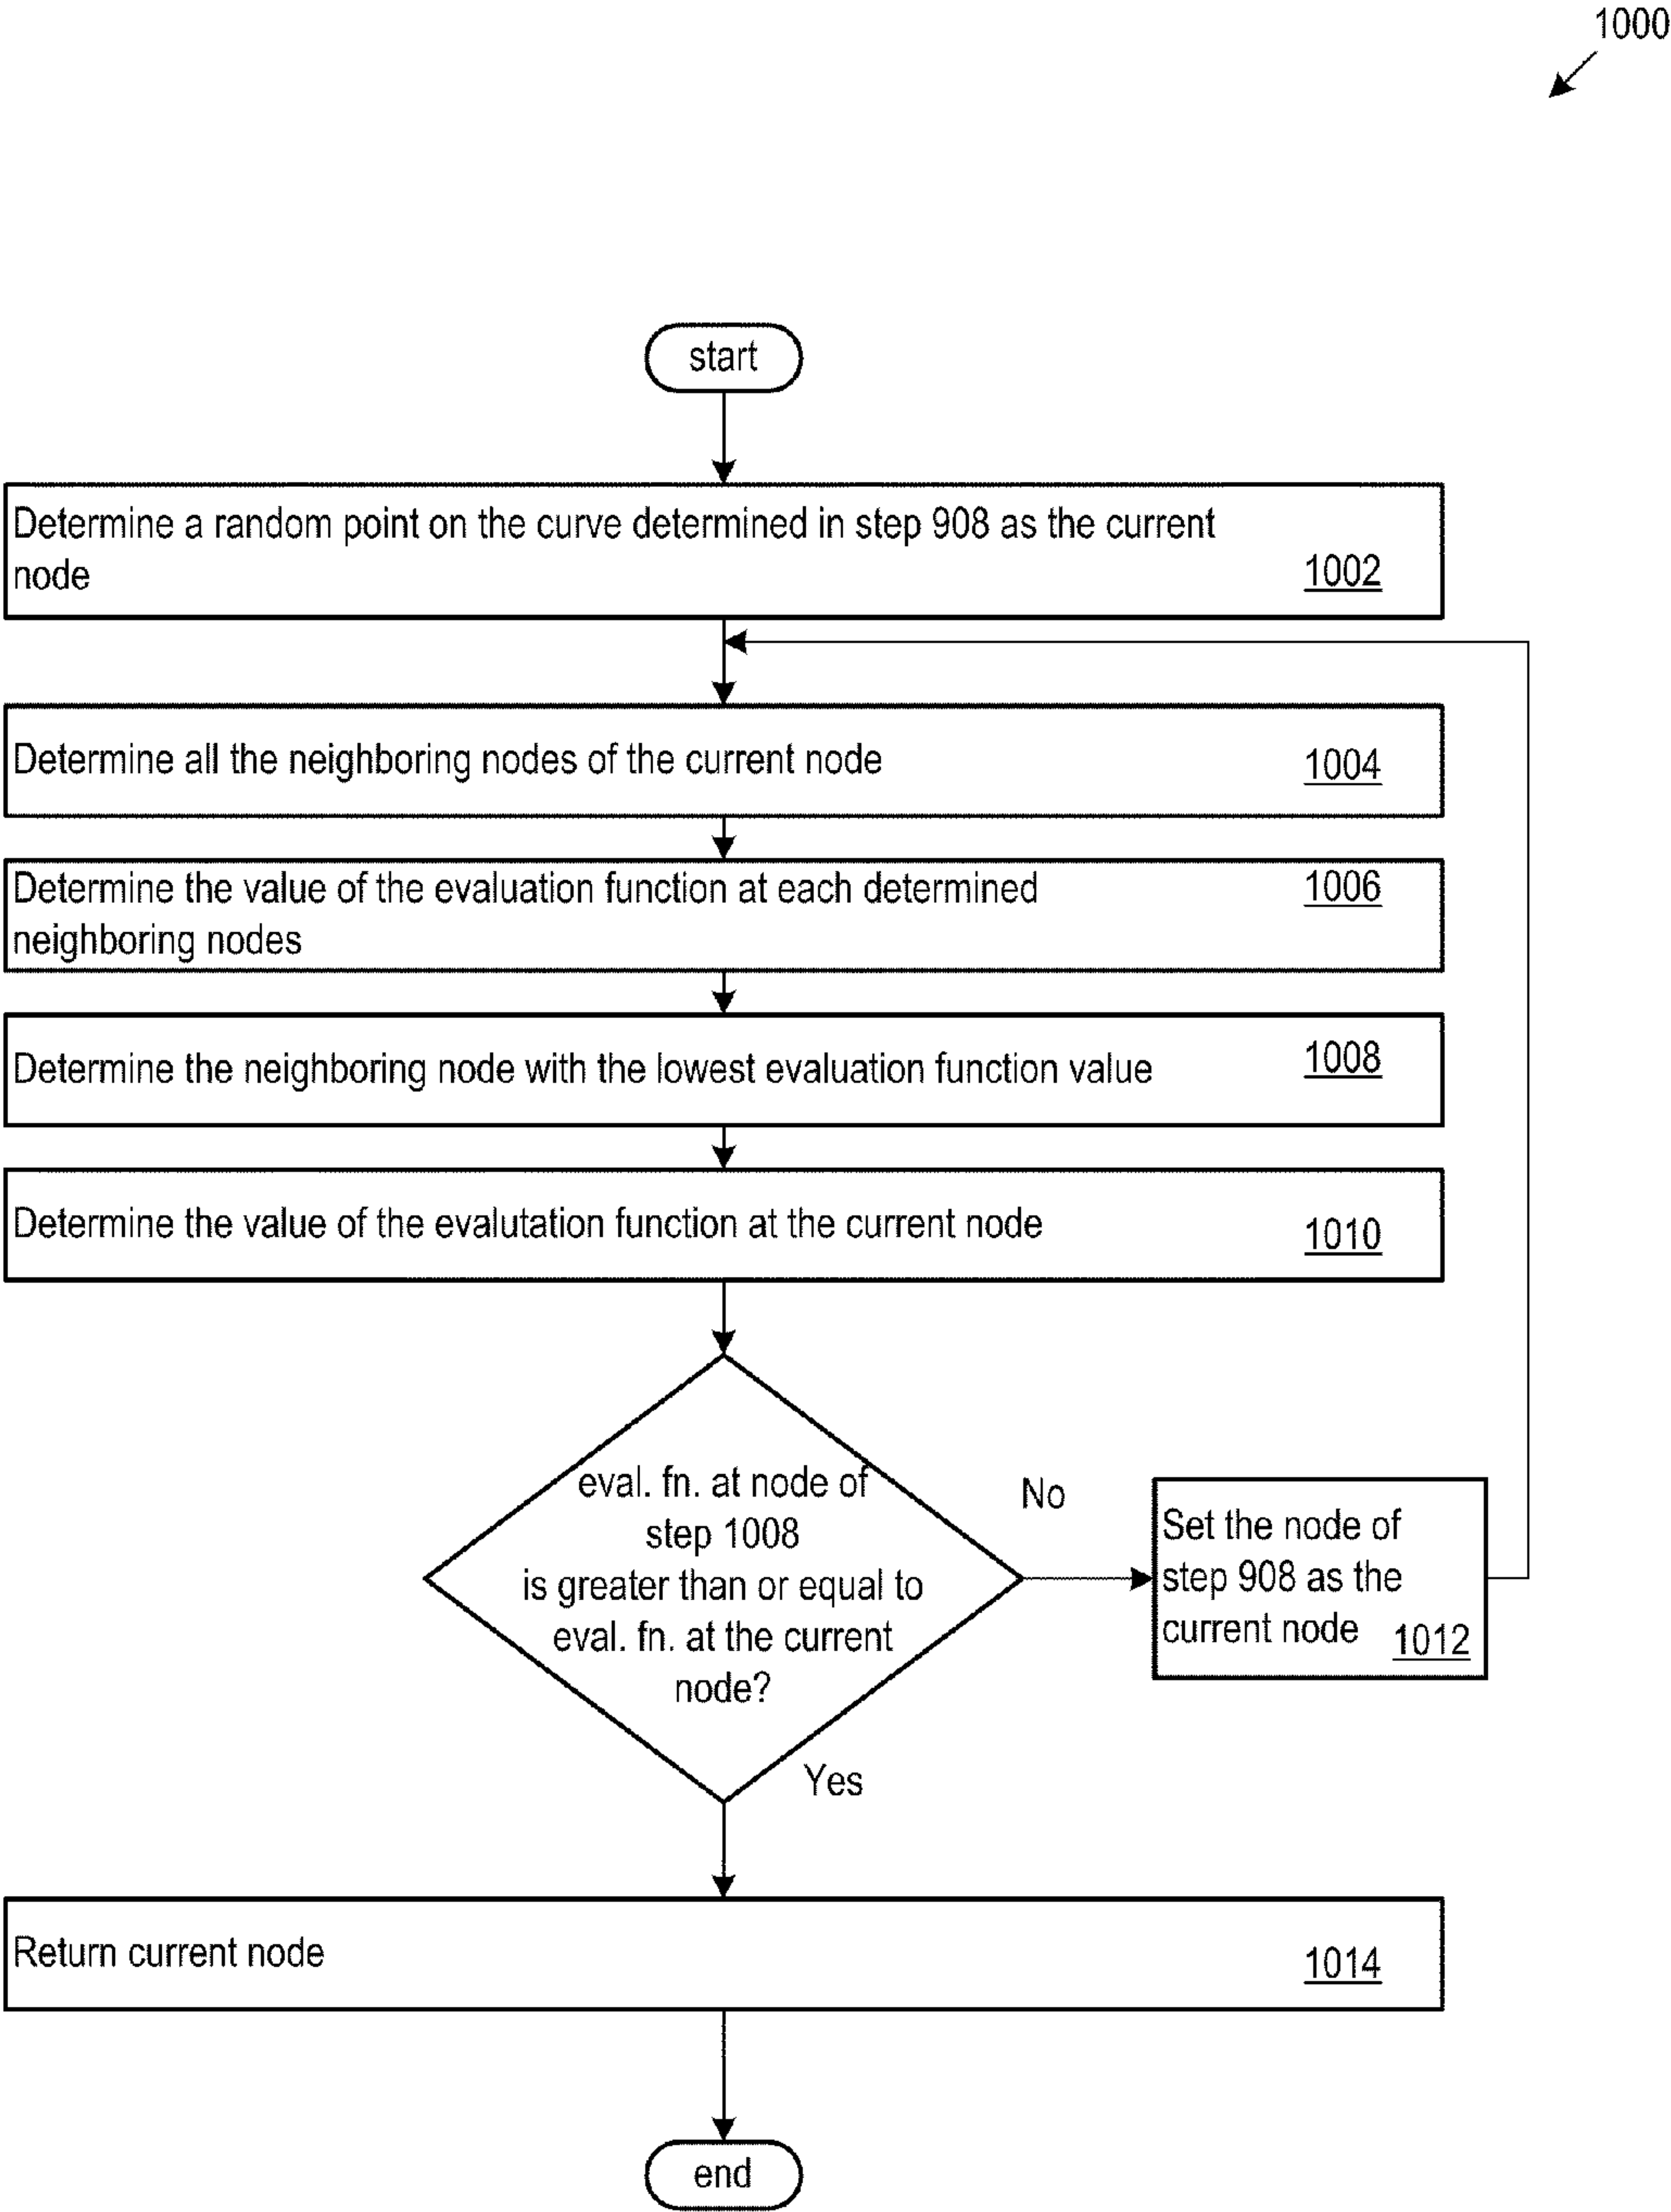 1000
start
Determine a random point on the curve determined in step 908 as the current
node
1002
Determine all the neighboring nodes of the current node
1004
Determine the value of the evaluation function at each determined
neighboring nodes
1006
Determine the neighboring node with the lowest evaluation function value
1008
Determine the value of the evalutation function at the current node
1010
eval. fn. at node of
step 1008
is greater than or equal to
eval. fn. at the current
node?
No
Set the node of
step 908 as the
current node
1012
Yes
Return current node
1014
end